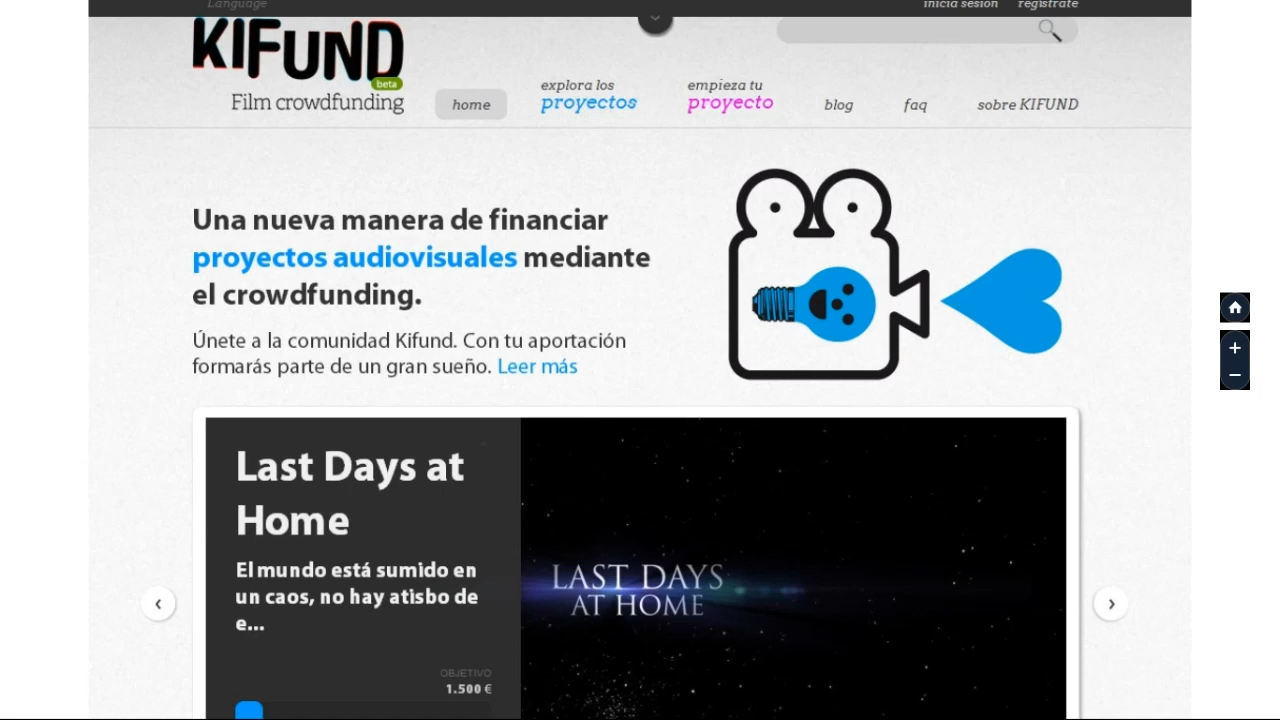 Language
inicia sesión regístrate
KIFUND
beta
Film crowdfunding
home
explora los
proyectos
empieza tu
proyecto
blog
faq
sobre KIFUND
Una nueva manera de financiar
proyectos audiovisuales mediante
el crowdfunding.
Únete a la comunidad Kifund. Con tu aportación
formarás parte de un gran sueño. Leer más
Last Days at
Home
El mundo está sumido en
un caos, no hay atisbo de
e...
OBJETIVO
1.500 €
LAST DAYS
AT HOME